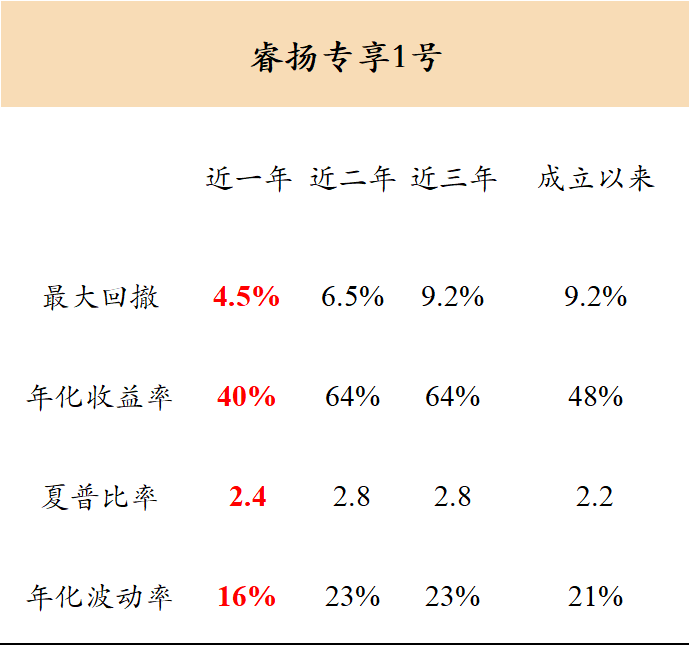 睿扬专享1号
近一年 近二年 近三年 成立以来
最大回撤 4.5% 6.5% 9.2% 9.2%
年化收益率 40% 64% 64% 48%
夏普比率 2.4 2.8 2.8 2.2
年化波动率 16% 23% 23% 21%